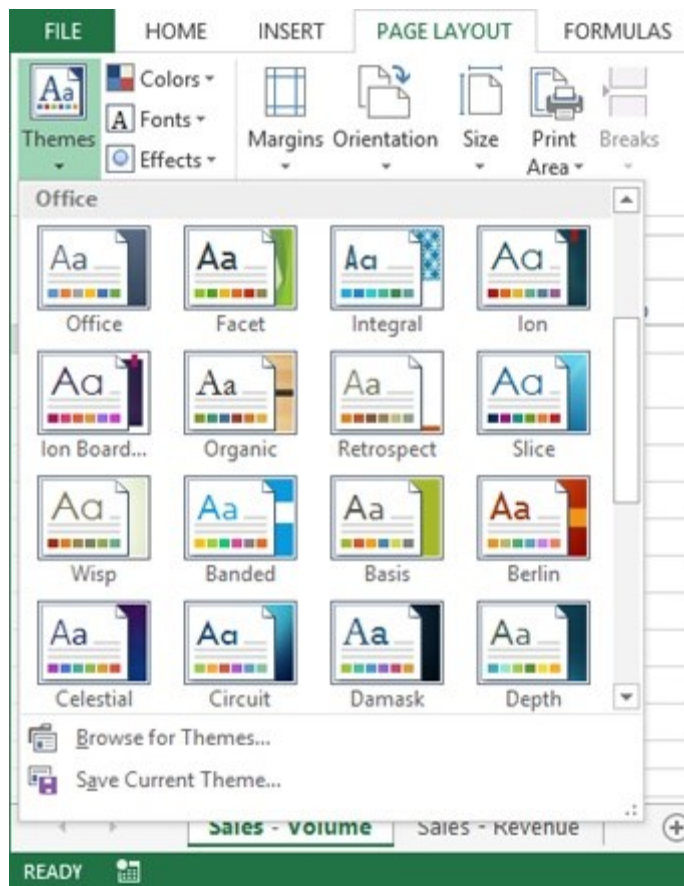 FILE HOME INSERT PAGE LAYOUT FORMULAS
Aa Colors
A Fonts
Themes Effects Margins Orientation Size Print Area Breaks
Office
Aa Aa Aa Aa
Office Facet Integral Ion
Aa Aa Aa Aa
Ion Board... Organic Retrospect Slice
Aa Aa Aa Aa
Wisp Banded Basis Berlin
Aa Aa Aa Aa
Celestial Circuit Damask Depth
Browse for Themes...
Save Current Theme...
Sales - Volume Sales - Revenue
READY